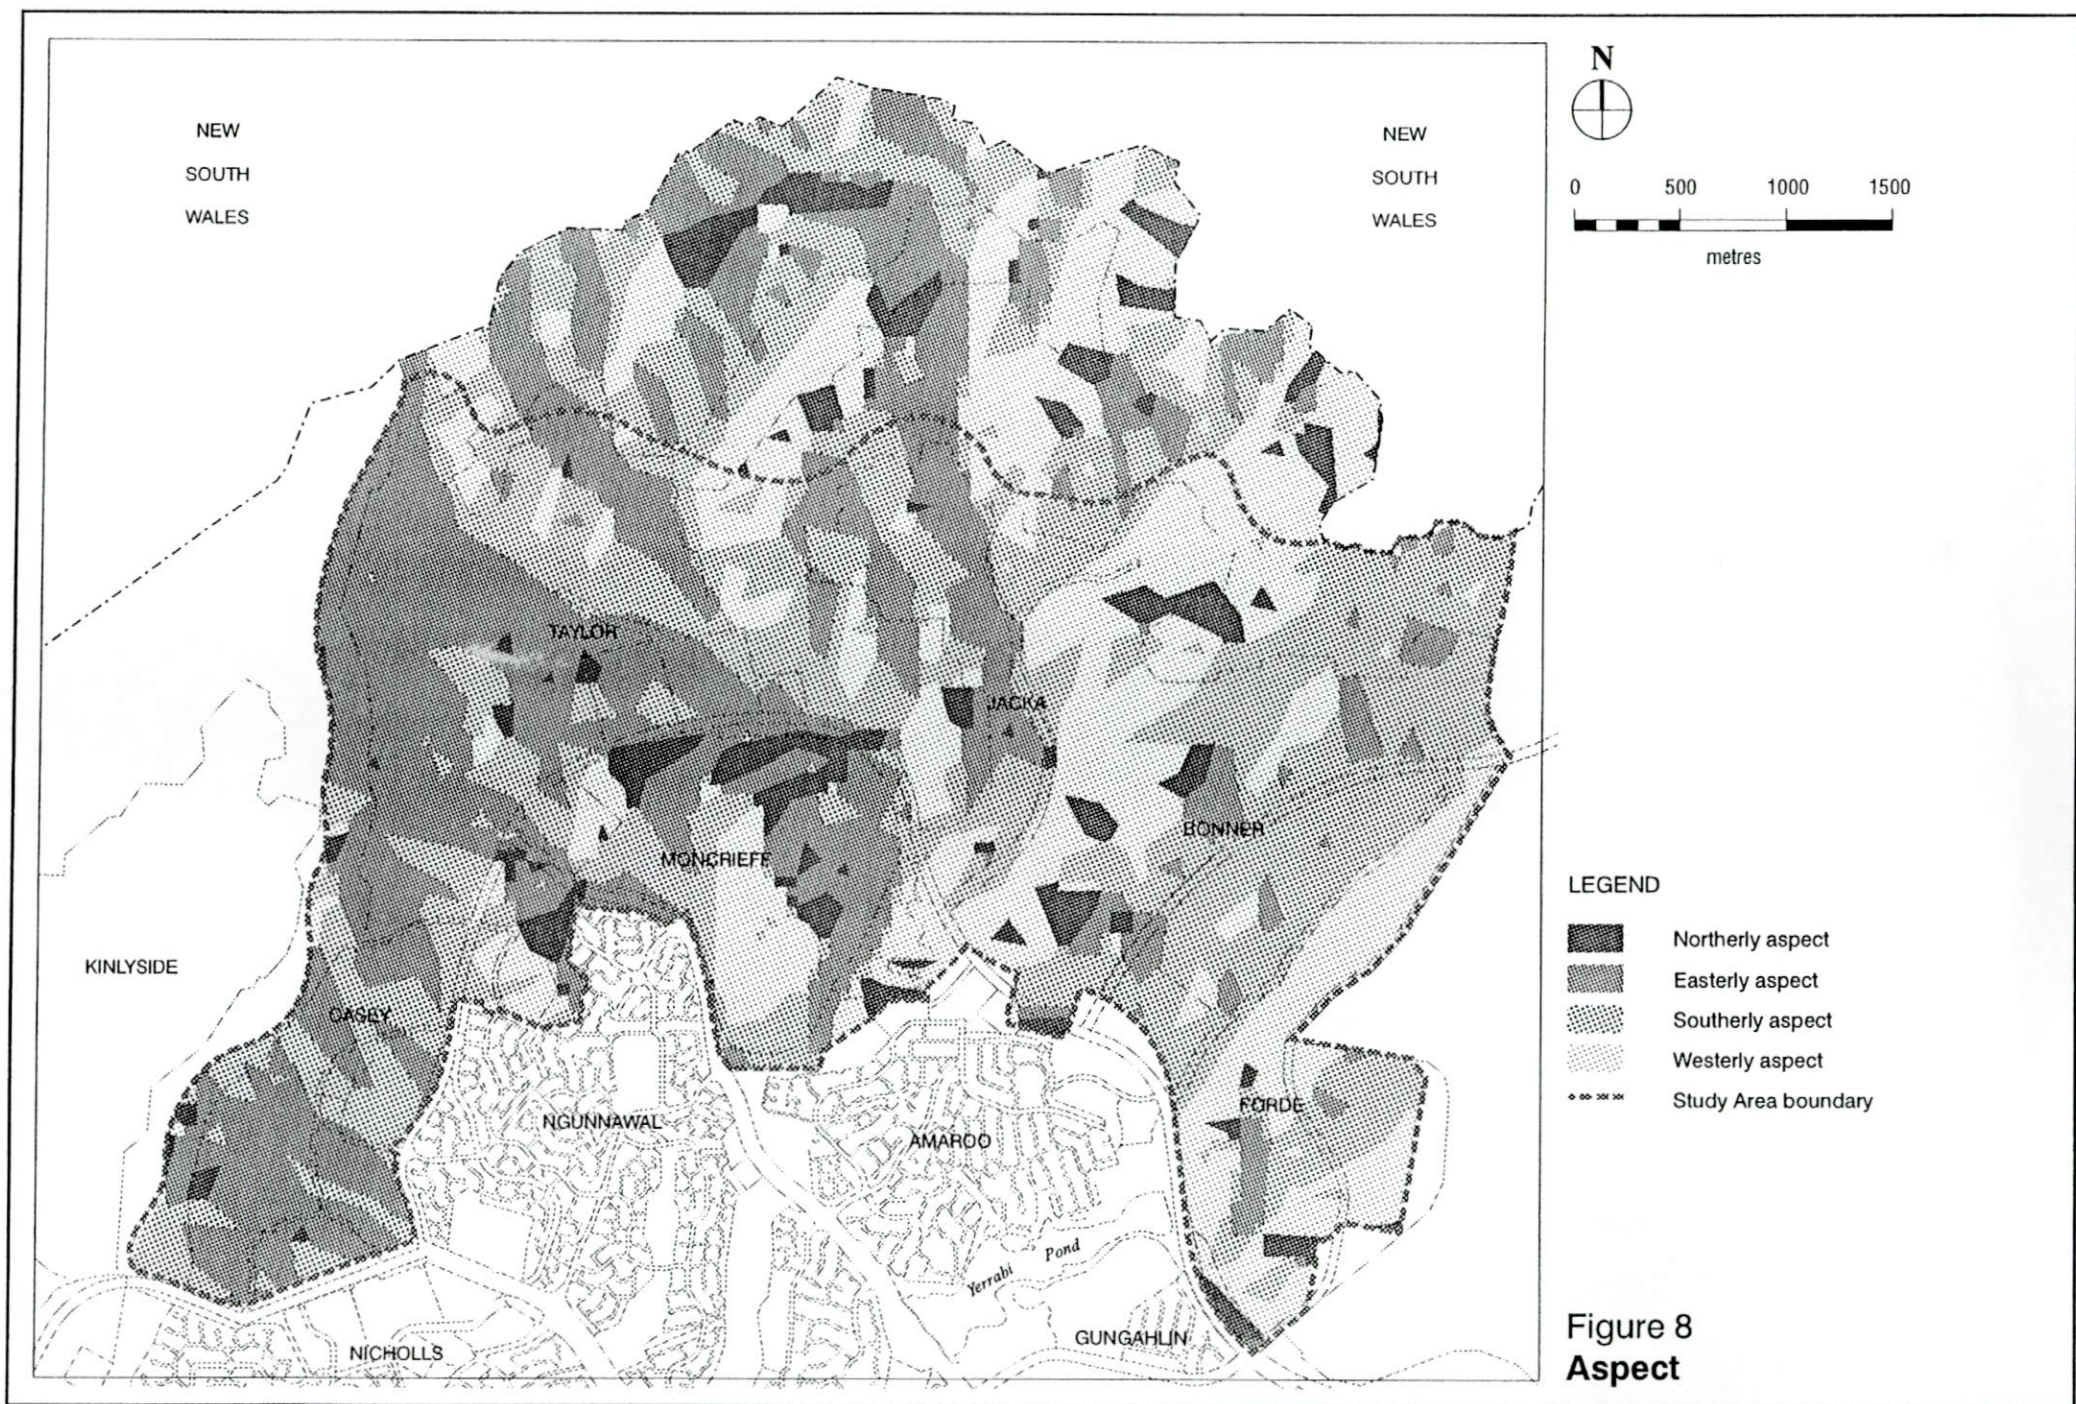 NEW
SOUTH
WALES
NEW
SOUTH
WALES
N
0 500 1000 1500
metres
TAYLOR
JACKA
BONNER
MONCRIEFF
KINLYSIDE
CASEY
NGUNNAWAL
AMAROO
FORDE
Yerrabi Pond
NICHOLLS
GUNGAHLIN
LEGEND
Northerly aspect
Easterly aspect
Southerly aspect
Westerly aspect
Study Area boundary
Figure 8
Aspect